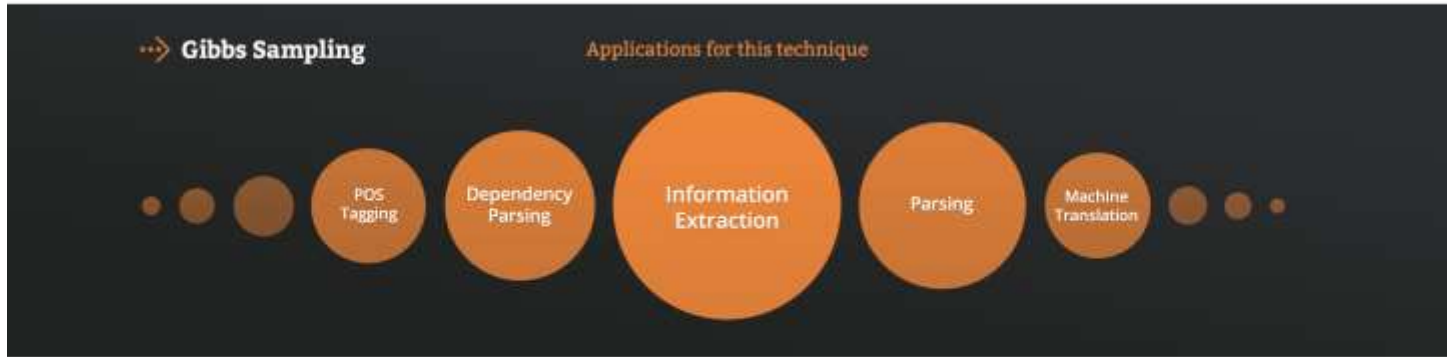 Gibbs Sampling
Applications for this technique
POS
Tagging
Dependency
Parsing
Information
Extraction
Parsing
Machine
Translation